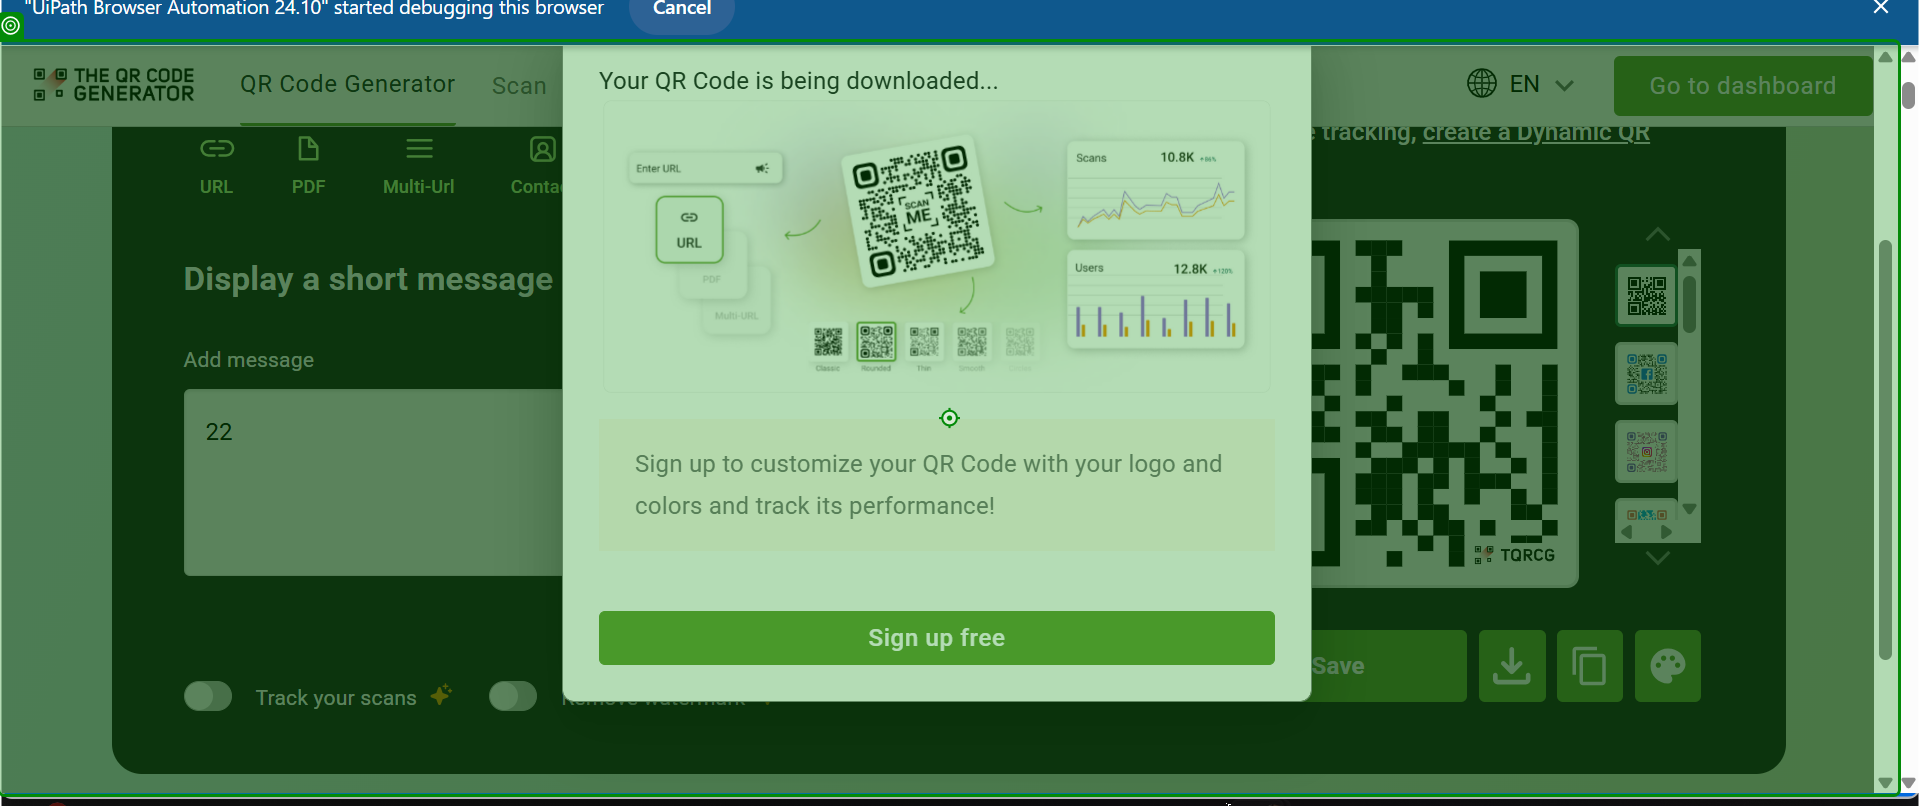 "UiPath Browser Automation 24.10" started debugging this browser
Cancel
THE QR CODE
GENERATOR
QR Code Generator
Scan
EN
Go to dashboard
Your QR Code is being downloaded...
tracking, create a Dynamic QR
URL
PDF
Multi-Url
Enter URL
URL
PDF
Multi-URL
SCAN
ME
Classic
Rounded
Thin
Smooth
Scans
10.8K
Users
12.8K
+120%
Display a short message
Add message
22
Sign up to customize your QR Code with your logo and
colors and track its performance!
Sign up free
TQRCG
Save
Track your scans